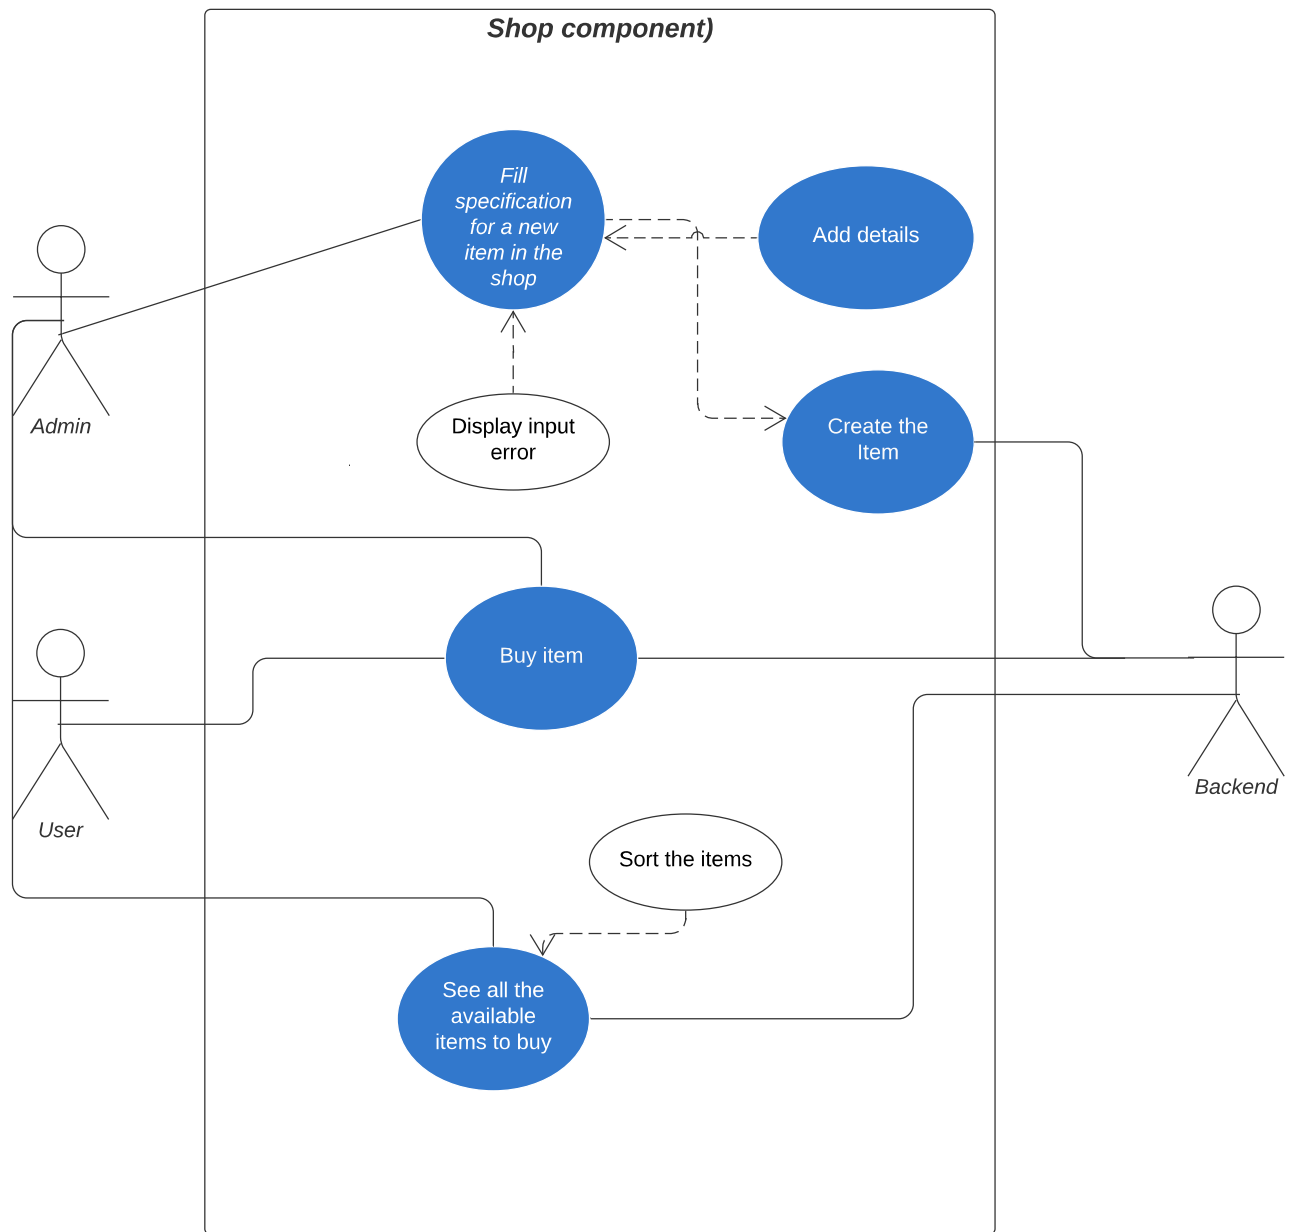 Shop component)
Fill
specification
for a new
item in the
shop
Add details
Admin
Display input
error
Create the
Item
Buy item
User
Backend
Sort the items
See all the
available
items to buy